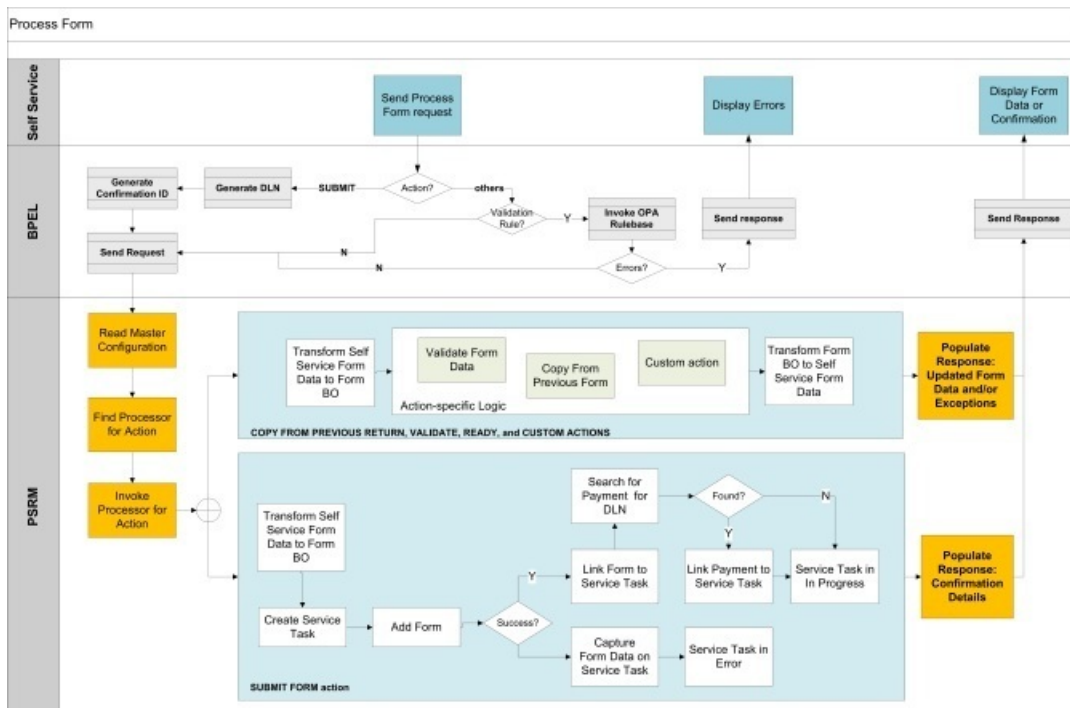 Process Form
Self Service
Send Process
Form request
Display Errors
Display Form
Data or
Confirmation
BPEL
Generate
Confirmation ID
Generate DLN
SUBMIT
Action?
others
Validation
Rule?
Y
Invoke OPA
Rulebase
Send response
Send Response
Send Request
N
N
Errors?
Y
PSRM
Read Master
Configuration
Find Processor
for Action
Invoke
Processor for
Action
Transform Self
Service Form
Data to Form
BO
Validate Form
Data
Copy From
Previous Form
Custom action
Action-specific Logic
Transform Form
BO to Self
Service Form
Data
COPY FROM PREVIOUS RETURN, VALIDATE, READY, and CUSTOM ACTIONS
Populate
Response:
Updated Form
Data and/or
Exceptions
Transform Self
Service Form
Data to Form
BO
Create Service
Task
Add Form
Success?
Y
Search for
Payment for
DLN
Found?
N
Y
Link Form to
Service Task
Link Payment to
Service Task
Service Task in
In Progress
Capture
Form Data on
Service Task
Service Task in
Error
SUBMIT FORM action
Populate
Response:
Confirmation
Details